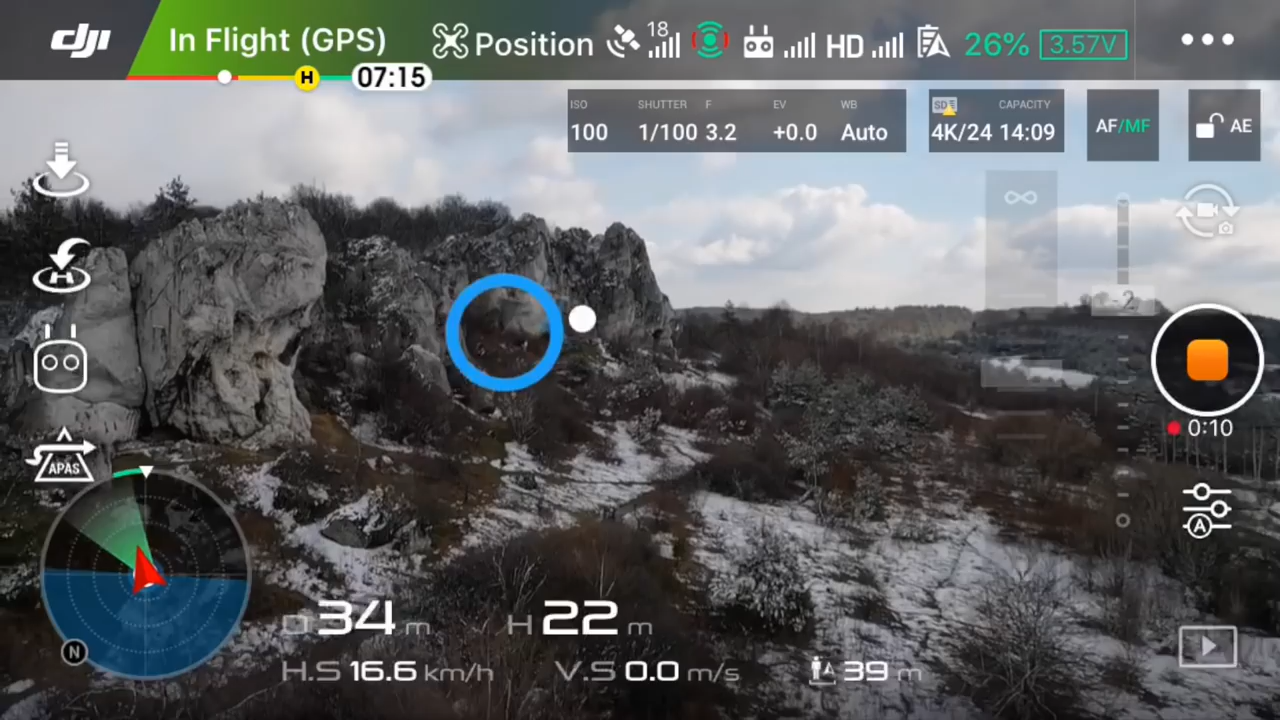 dji In Flight (GPS) Position 18 HD 26% 3.57V
H 07:15
ISO SHUTTER F EV WB
100 1/100 3.2 +0.0 Auto
SD CAPACITY
4K/24 14:09
AF/MF
AE
∞
-2
H
0:10
APAS
A
N
D 34 m H 22 m
H.S 16.6 km/h V.S 0.0 m/s A 39 m